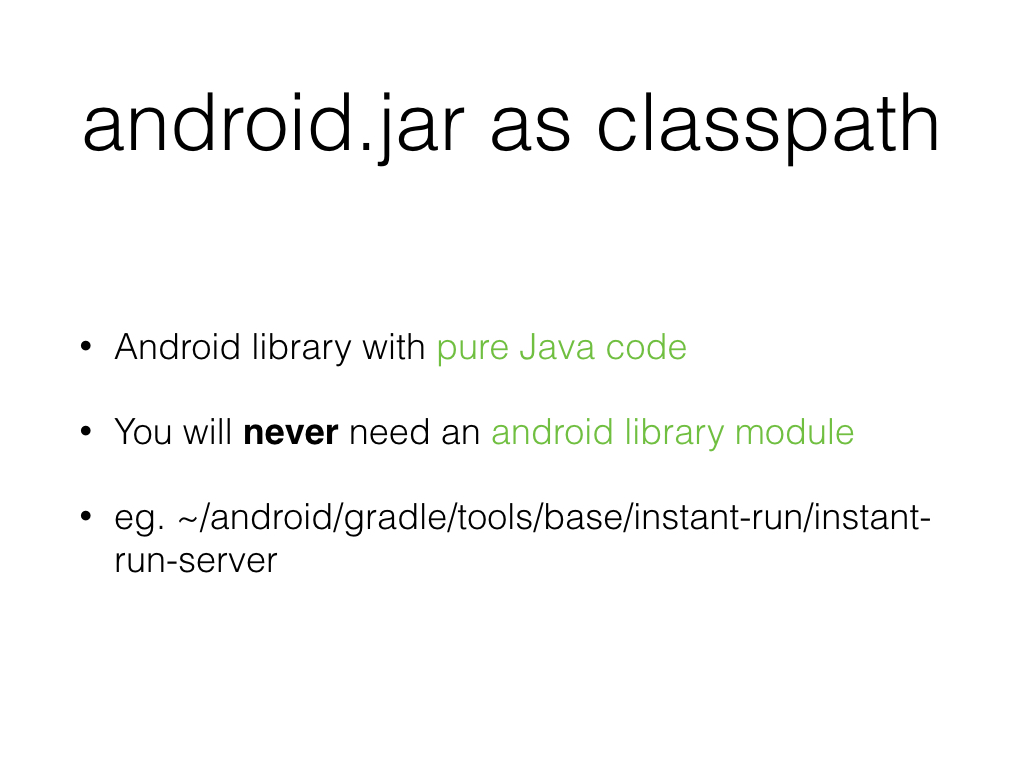 android.jar as classpath
• Android library with pure Java code
• You will never need an android library module
• eg. ~/android/gradle/tools/base/instant-run/instant-
run-server